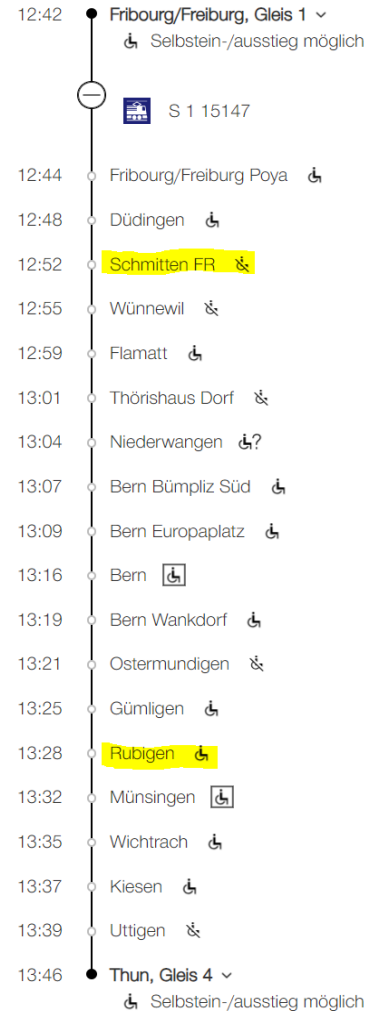 12:42 Fribourg/Freiburg, Gleis 1
Selbstein-/ausstieg möglich
S 1 15147
12:44 Fribourg/Freiburg Poya
12:48 Düdingen
12:52 Schmitten FR
12:55 Wünnewil
12:59 Flamatt
13:01 Thörishaus Dorf
13:04 Niederwangen ?
13:07 Bern Bümpliz Süd
13:09 Bern Europaplatz
13:16 Bern
13:19 Bern Wankdorf
13:21 Ostermundigen
13:25 Gümligen
13:28 Rubigen
13:32 Münsingen
13:35 Wichtrach
13:37 Kiesen
13:39 Uttigen
13:46 Thun, Gleis 4
Selbstein-/ausstieg möglich